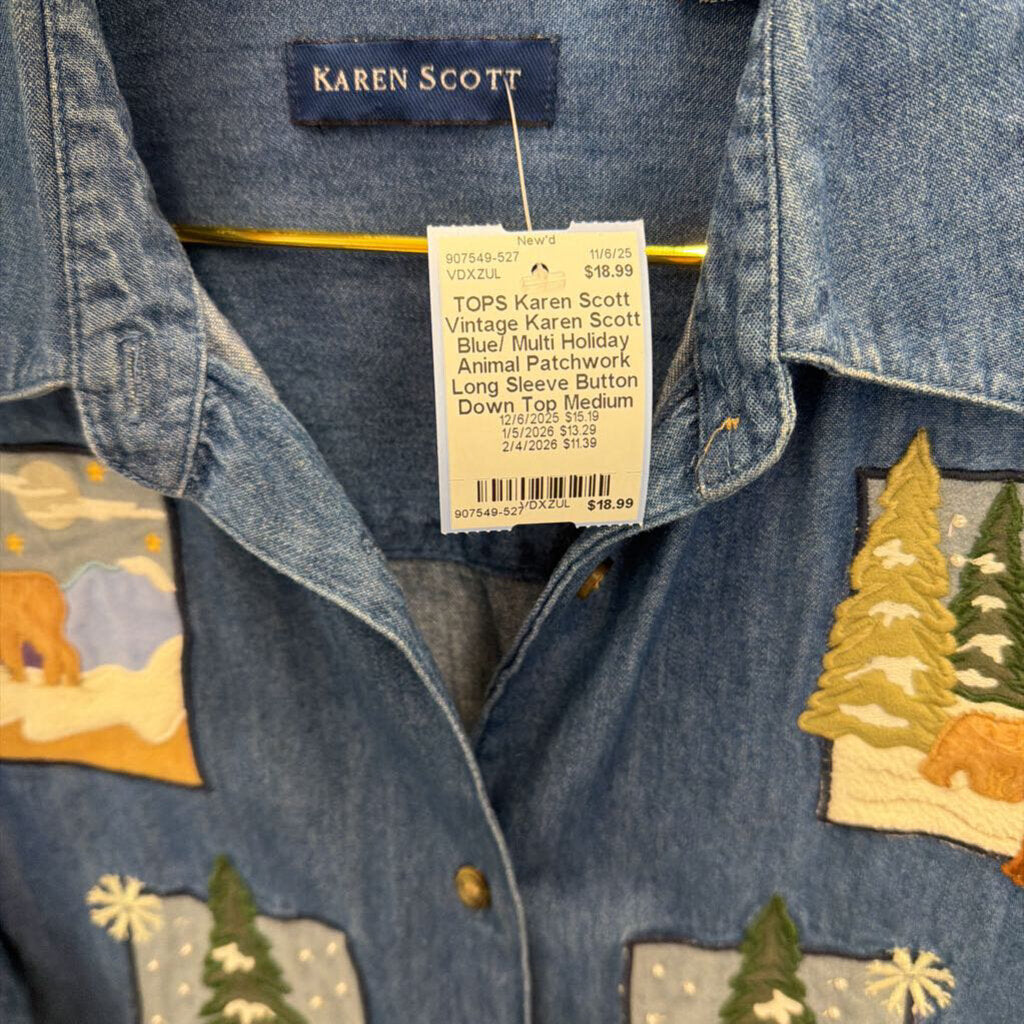 KAREN SCOTT
New'd
907549-527 11/6/25
VDXZUL $18.99
TOPS Karen Scott
Vintage Karen Scott
Blue/ Multi Holiday
Animal Patchwork
Long Sleeve Button
Down Top Medium
12/6/2025 $15.19
1/5/2026 $13.29
2/4/2026 $11.39
907549-527 VDXZUL $18.99